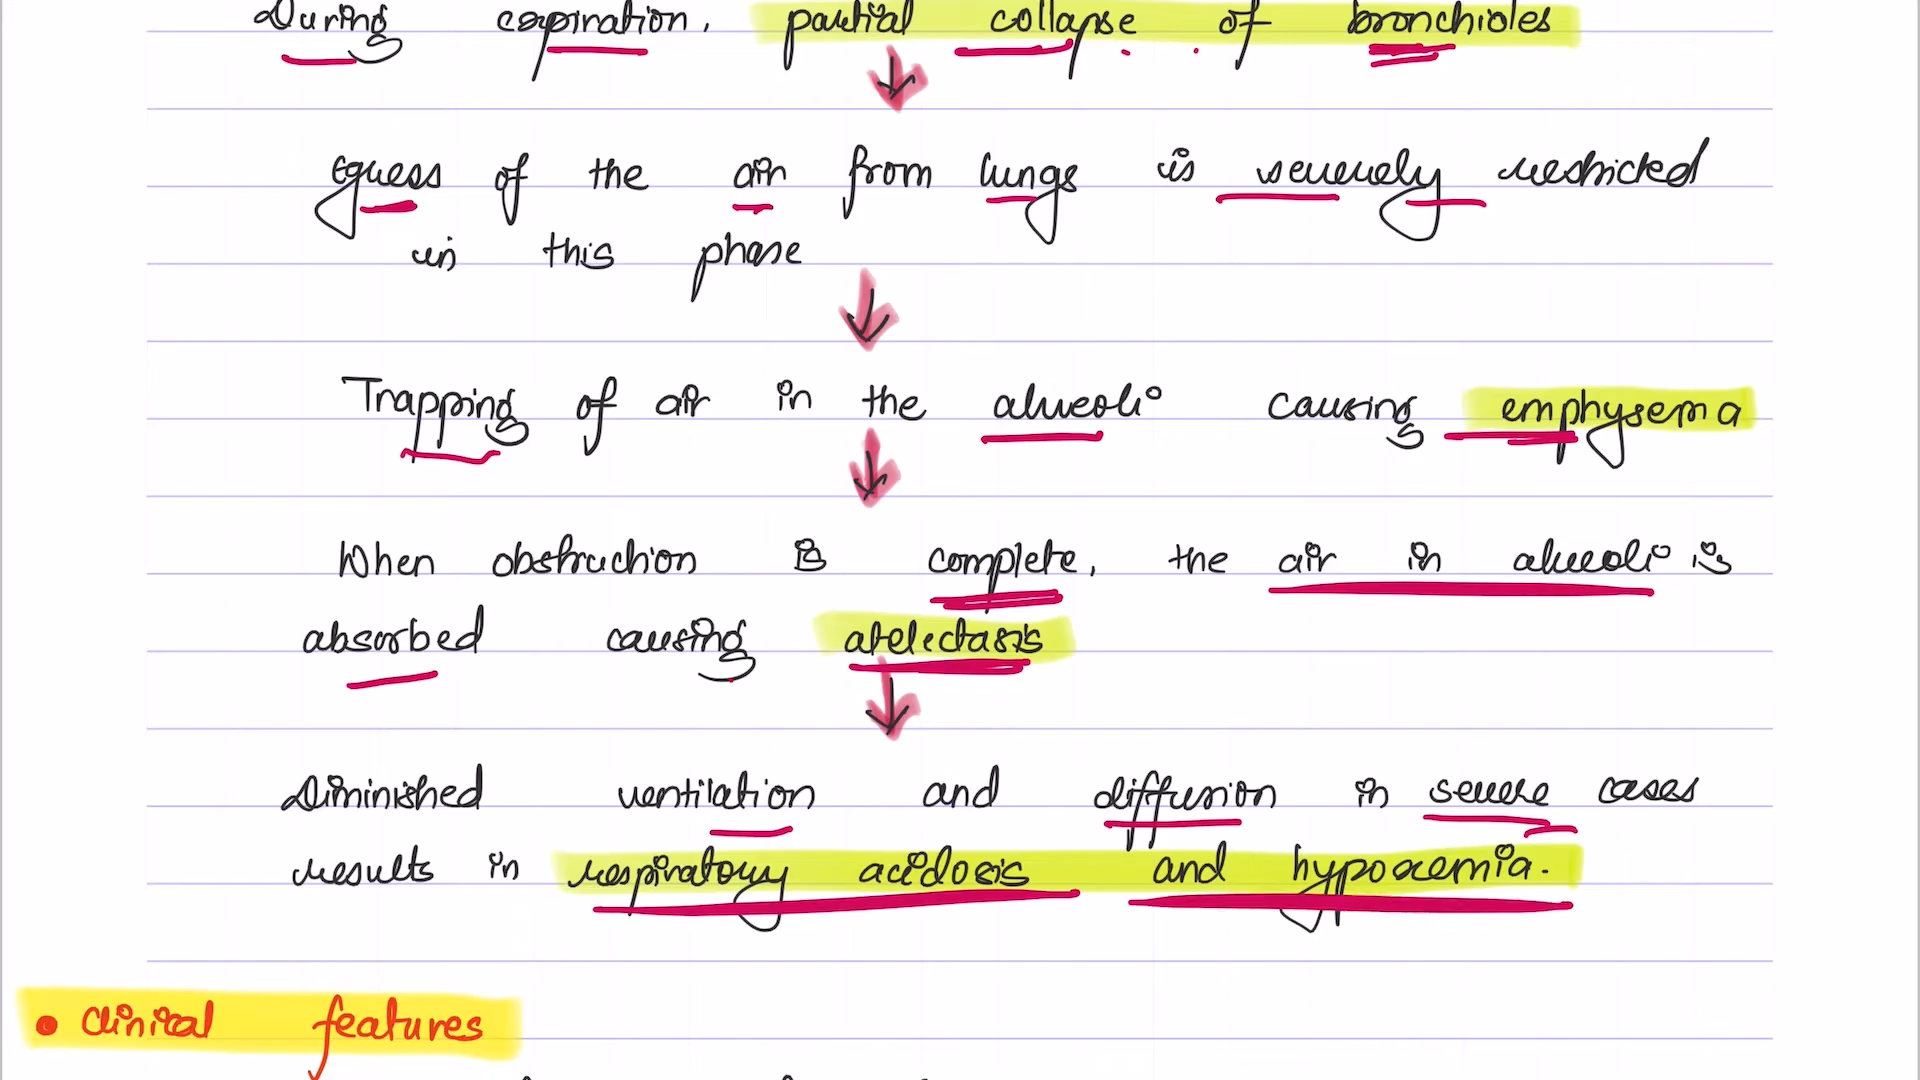 During expiration, partial collapse of bronchioles
Egress of the air from lungs is severely restricted
in this phase
Trapping of air in the alveoli causing emphysema
When obstruction is complete, the air in alveoli is
absorbed causing atelectasis
Diminished ventilation and diffusion in severe cases
results in respiratory acidosis and hypoxemia.
• Clinical features